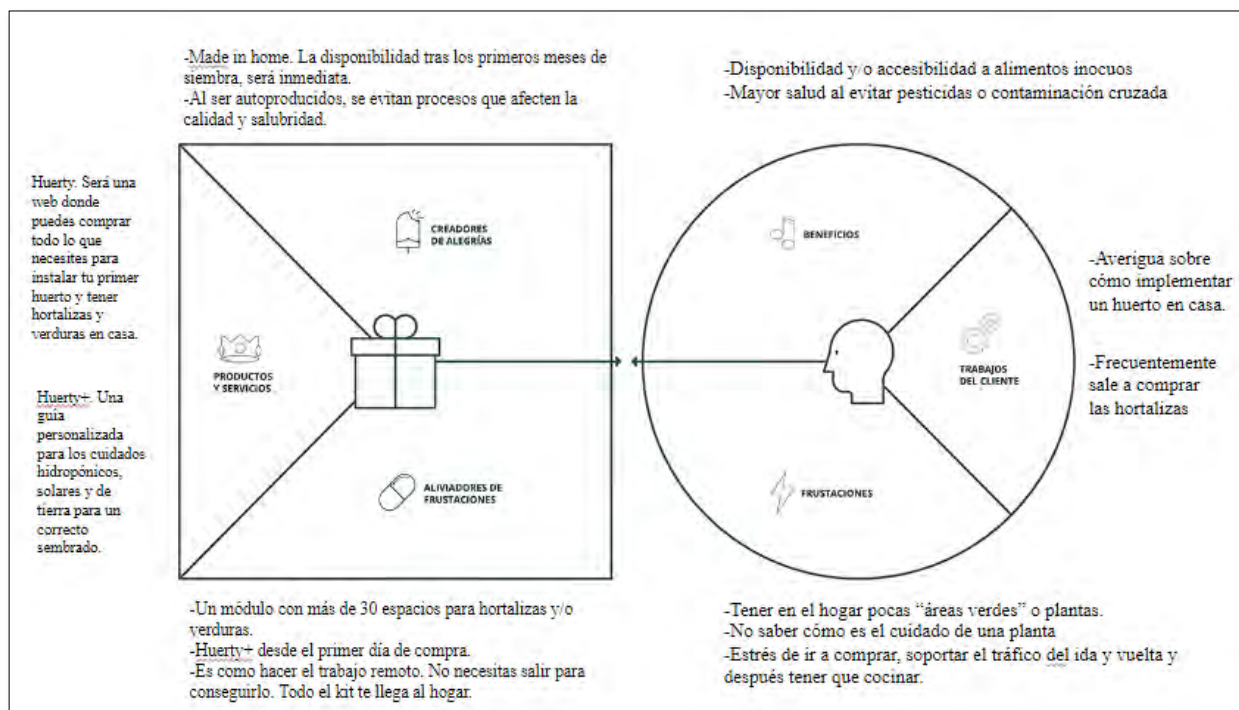 -Made in home. La disponibilidad tras los primeros meses de
siembra, será inmediata.
-Al ser autoproducidos, se evitan procesos que afecten la
calidad y salubridad.
-Disponibilidad y/o accesibilidad a alimentos inocuos
-Mayor salud al evitar pesticidas o contaminación cruzada
Huerty. Será una
web donde
puedes comprar
todo lo que
necesites para
instalar tu primer
huerto y tener
hortalizas y
verduras en casa.
Huerty+. Una
guía
personalizada
para los cuidados
hidropónicos,
solares y de
tierra para un
correcto
sembrado.
CREADORES
DE ALEGRÍAS
PRODUCTOS
Y SERVICIOS
ALIVIADORES DE
FRUSTACIONES
BENEFICIOS
TRABAJOS
DEL CLIENTE
FRUSTACIONES
-Averigua sobre
cómo implementar
un huerto en casa.
-Frecuentemente
sale a comprar
las hortalizas
-Un módulo con más de 30 espacios para hortalizas y/o
verduras.
-Huerty+ desde el primer día de compra.
-Es como hacer el trabajo remoto. No necesitas salir para
conseguirlo. Todo el kit te llega al hogar.
-Tener en el hogar pocas “áreas verdes” o plantas.
-No saber cómo es el cuidado de una planta
-Estrés de ir a comprar, soportar el tráfico del ida y vuelta y
después tener que cocinar.